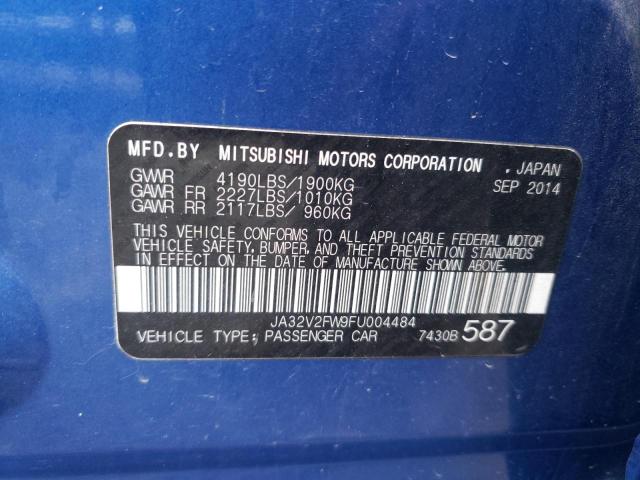 MFD.BY MITSUBISHI MOTORS CORPORATION , JAPAN
GWWR 4190LBS/1900KG SEP 2014
GAWR FR 2227LBS/1010KG
GAWR RR 2117LBS/ 960KG
THIS VEHICLE CONFORMS TO ALL APPLICABLE FEDERAL MOTOR
VEHICLE SAFETY, BUMPER, AND THEFT PREVENTION STANDARDS
IN EFFECT ON THE DATE OF MANUFACTURE SHOWN ABOVE.
JA32V2FW9FU004484
VEHICLE TYPE; PASSENGER CAR 7430B 587